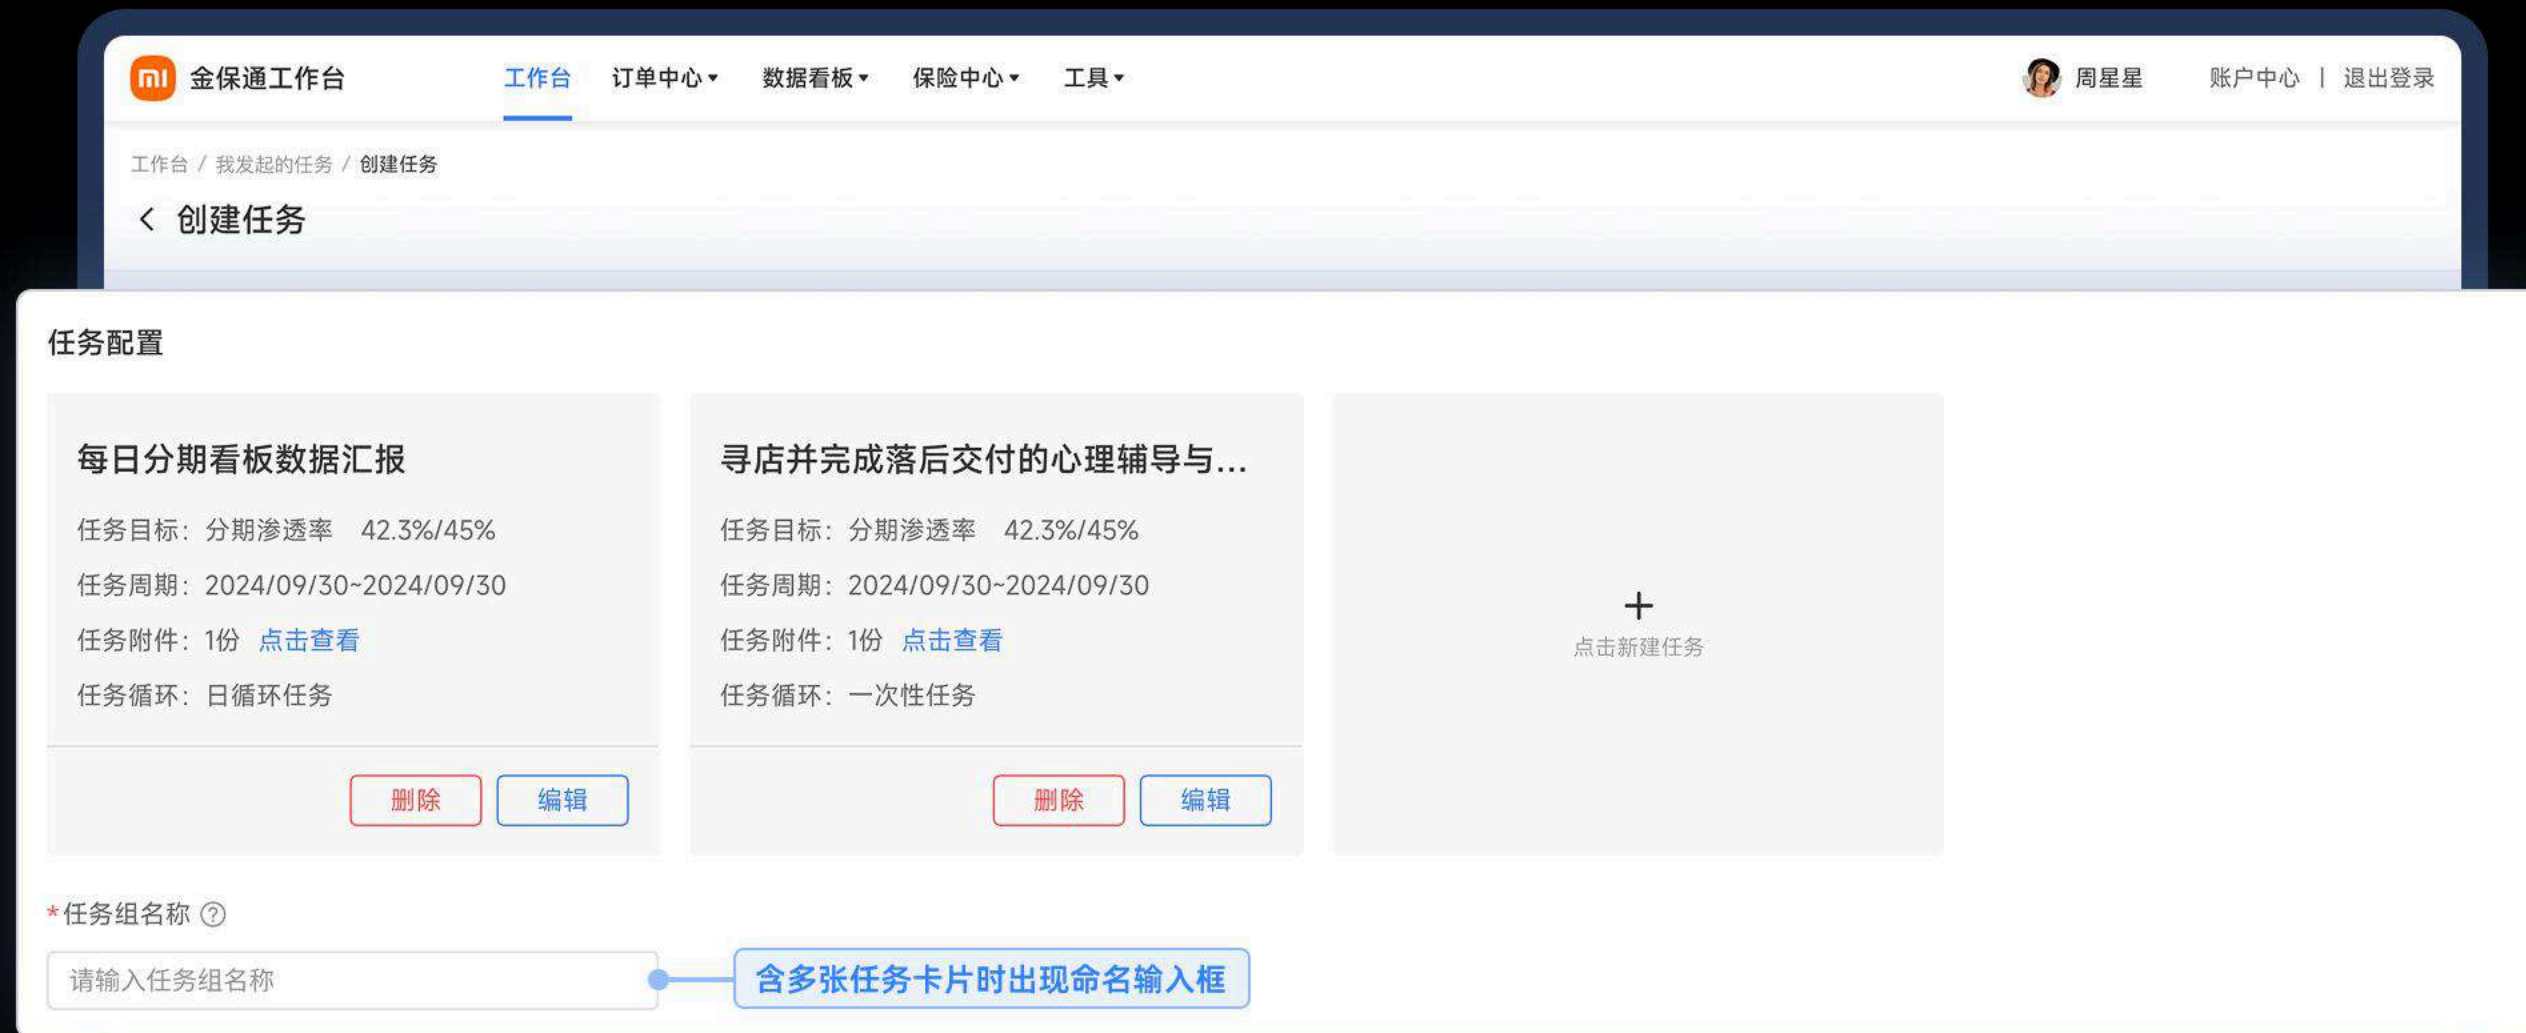 金保通工作台 工作台 订单中心 数据看板 保险中心 工具 周星星 账户中心 | 退出登录
工作台 / 我发起的任务 / 创建任务
创建任务
任务配置
每日分期看板数据汇报
任务目标：分期渗透率 42.3%/45%
任务周期：2024/09/30~2024/09/30
任务附件：1份 点击查看
任务循环：日循环任务
删除 编辑
寻店并完成落后交付的心理辅导与...
任务目标：分期渗透率 42.3%/45%
任务周期：2024/09/30~2024/09/30
任务附件：1份 点击查看
任务循环：一次性任务
删除 编辑
点击新建任务
*任务组名称
请输入任务组名称
含多张任务卡片时出现命名输入框